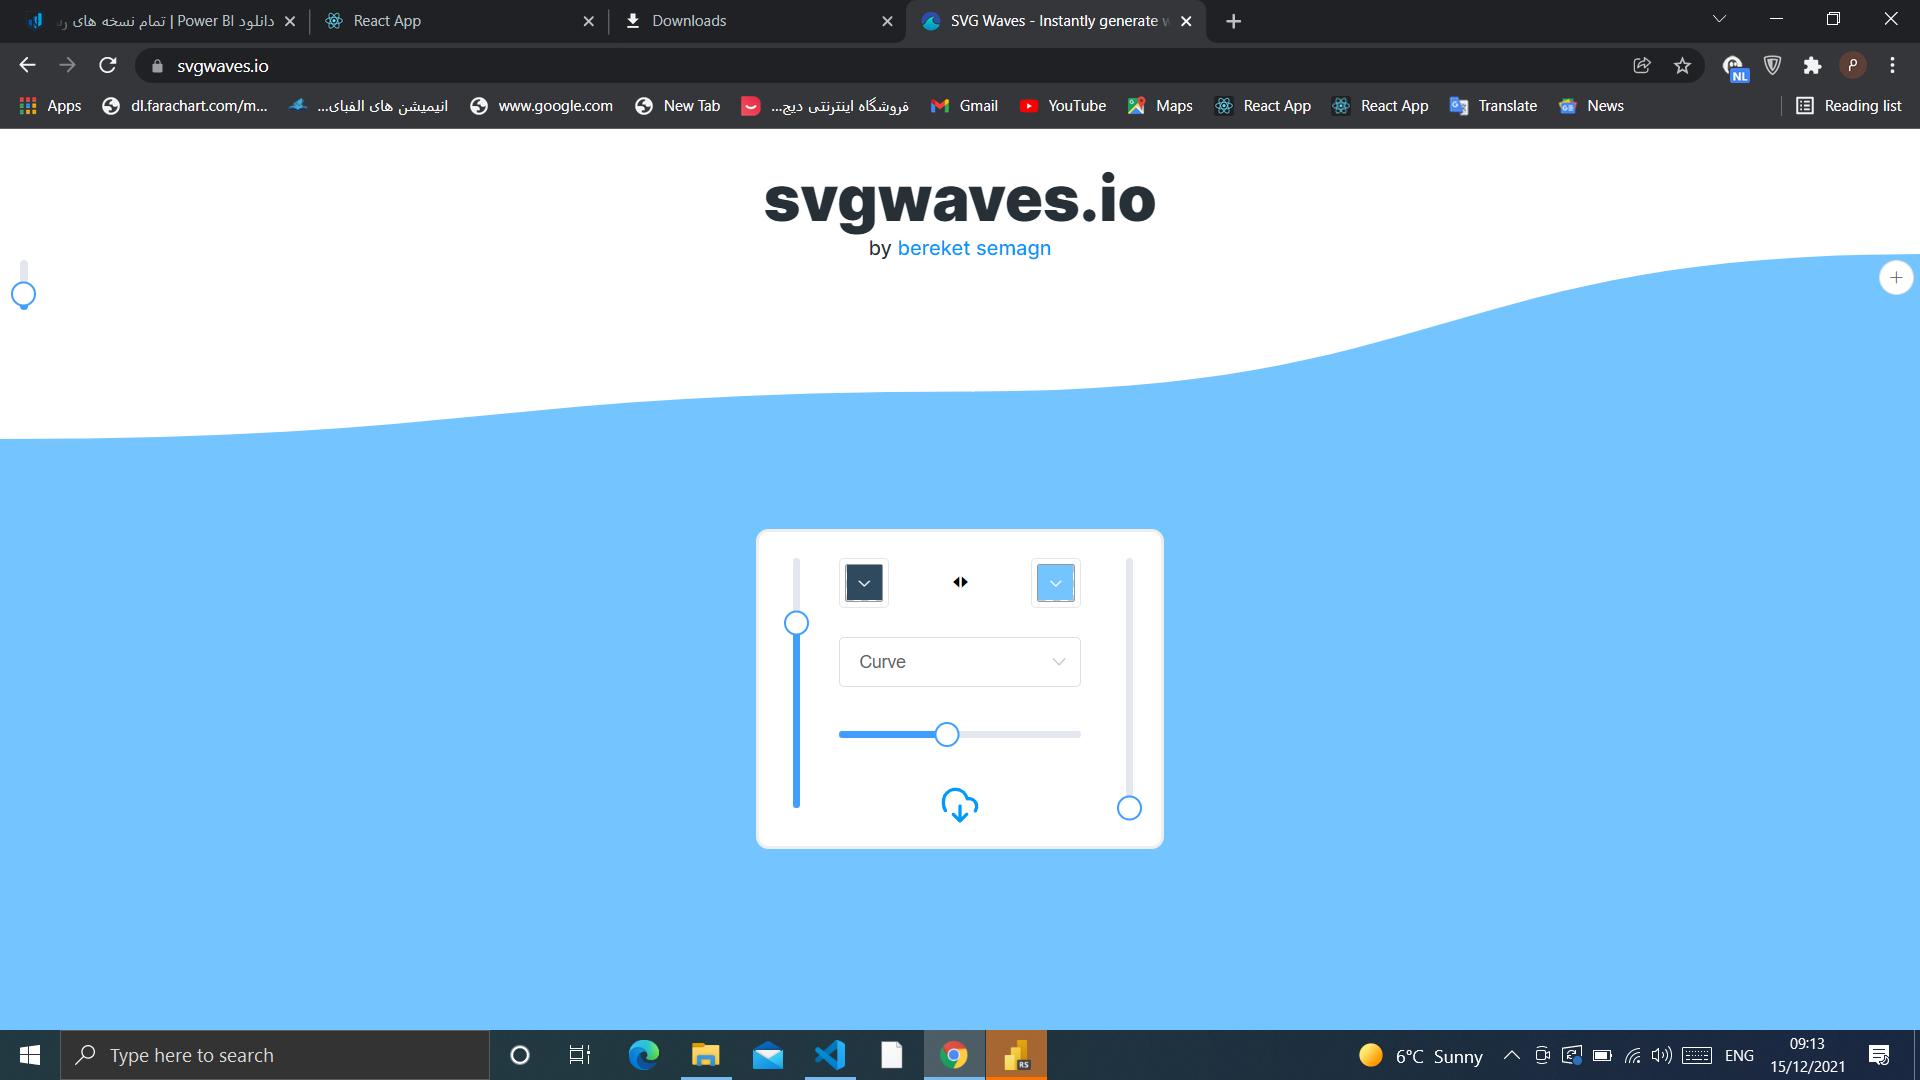 دانلود Power BI | تمام نسخه های
React App
Downloads
SVG Waves - Instantly generate
svgwaves.io
NL
P
Apps
dl.farachart.com/m...
انیمیشن های الفبای...
www.google.com
New Tab
فروشگاه اینترنتی دیج...
Gmail
YouTube
Maps
React App
React App
Translate
News
Reading list
svgwaves.io
by bereket semagn
Curve
Type here to search
RS
6°C Sunny
ENG
09:13
15/12/2021